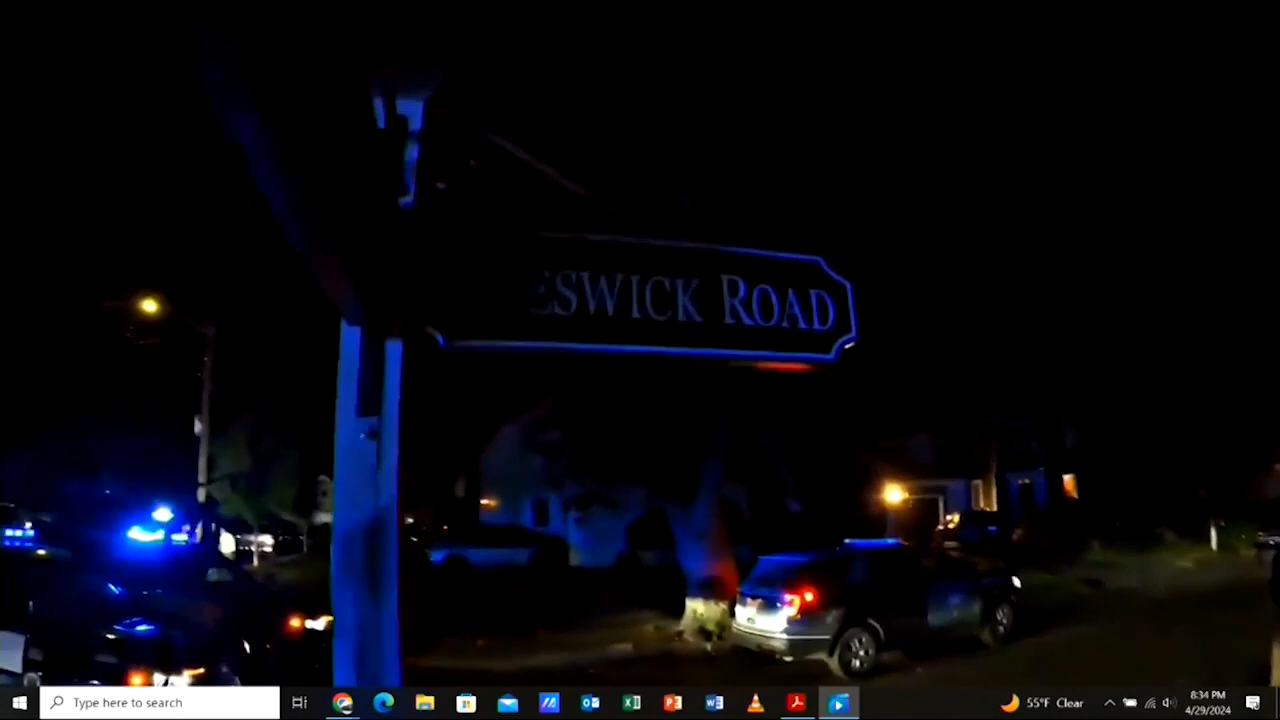 ESWICK ROAD
Type here to search
55°F Clear
8:34 PM
4/29/2024